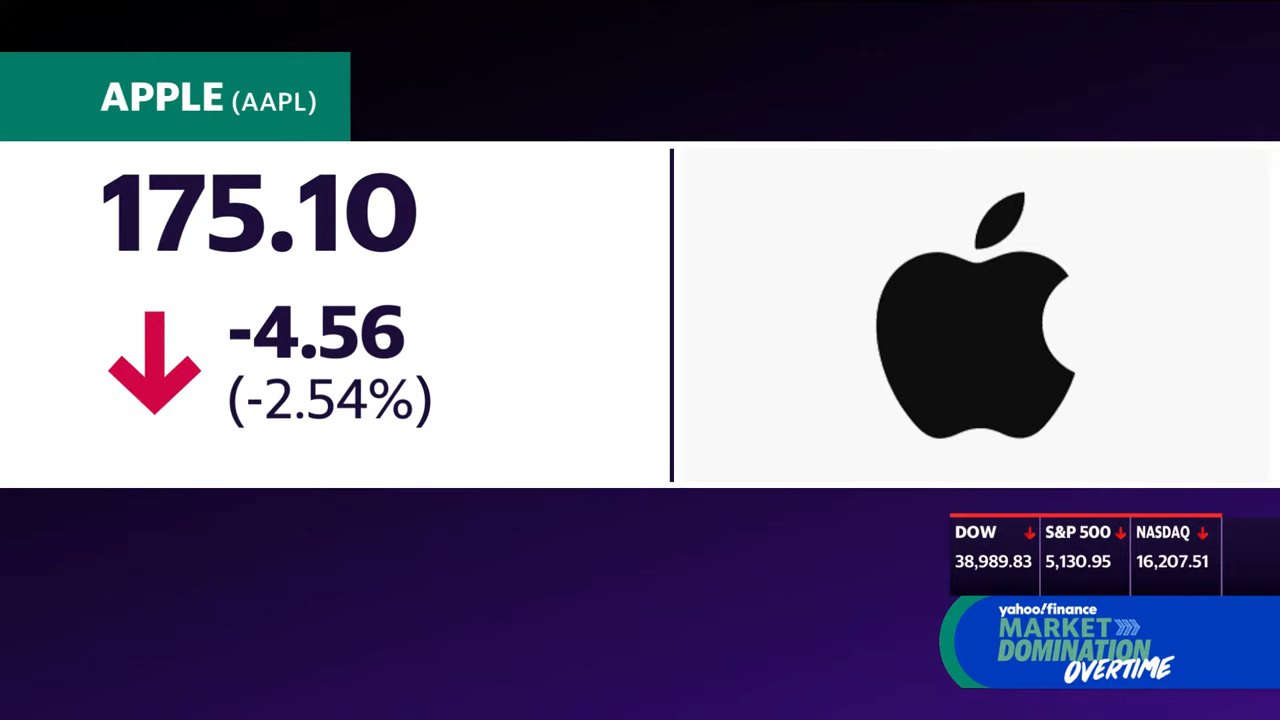 APPLE (AAPL)
175.10
-4.56
(-2.54%)
DOW S&P 500 NASDAQ
38,989.83 5,130.95 16,207.51
yahoo!finance
MARKET
DOMINATION
OVERTIME